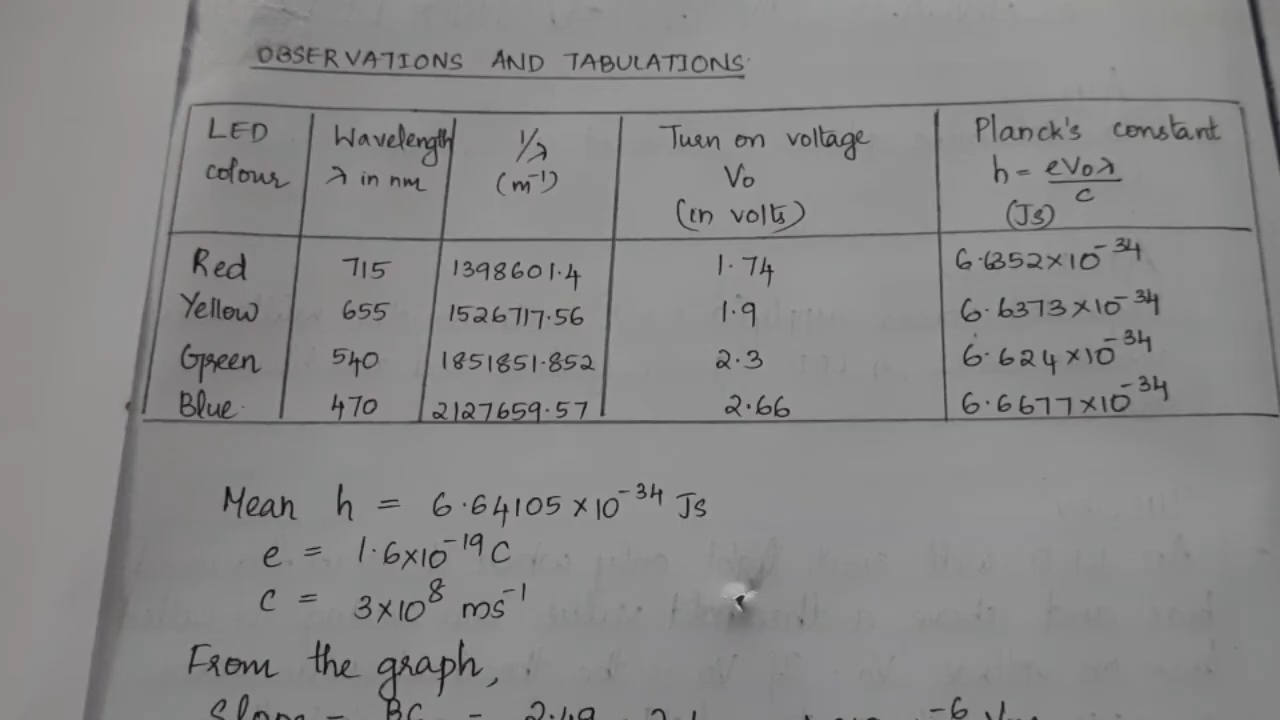 OBSERVATIONS AND TABULATIONS
LED colour | Wavelength λ in nm | 1/λ (m⁻¹) | Turn on voltage V₀ (in volts) | Planck's constant h = eV₀λ/c (Js)
Red | 715 | 1398601.4 | 1.74 | 6.6352×10⁻³⁴
Yellow | 655 | 1526717.56 | 1.9 | 6.6373×10⁻³⁴
Green | 540 | 1851851.852 | 2.3 | 6.624×10⁻³⁴
Blue | 470 | 2127659.57 | 2.66 | 6.6677×10⁻³⁴
Mean h = 6.64105×10⁻³⁴ Js
e = 1.6×10⁻¹⁹ C
c = 3×10⁸ ms⁻¹
From the graph,
Slope = BC =